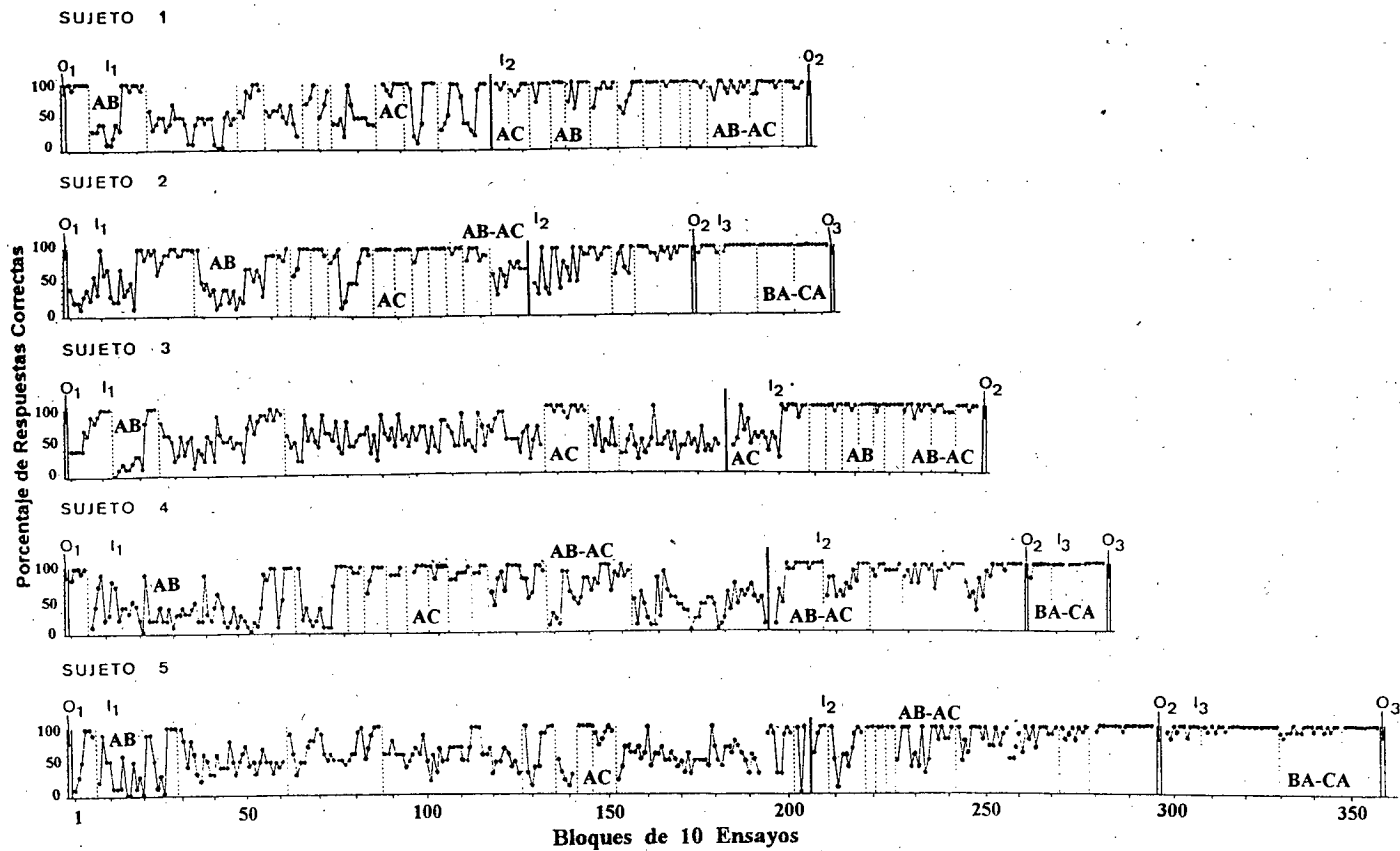 SUJETO 1
O1 I1 I2 O2
100
50
0
AB AC AC AB AB-AC
SUJETO 2
O1 I1 AB-AC I2 O2 I3 O3
100
50
0
AB AC BA-CA
SUJETO 3
O1 I1 I2 O2
100
50
0
AB AC AC AB AB-AC
SUJETO 4
O1 I1 AB-AC I2 O2 I3 O3
100
50
0
AB AC AB-AC BA-CA
SUJETO 5
O1 I1 I2 AB-AC O2 I3 O3
100
50
0
AB AC BA-CA
1 50 100 150 200 250 300 350
Bloques de 10 Ensayos
Porcentaje de Respuestas Correctas